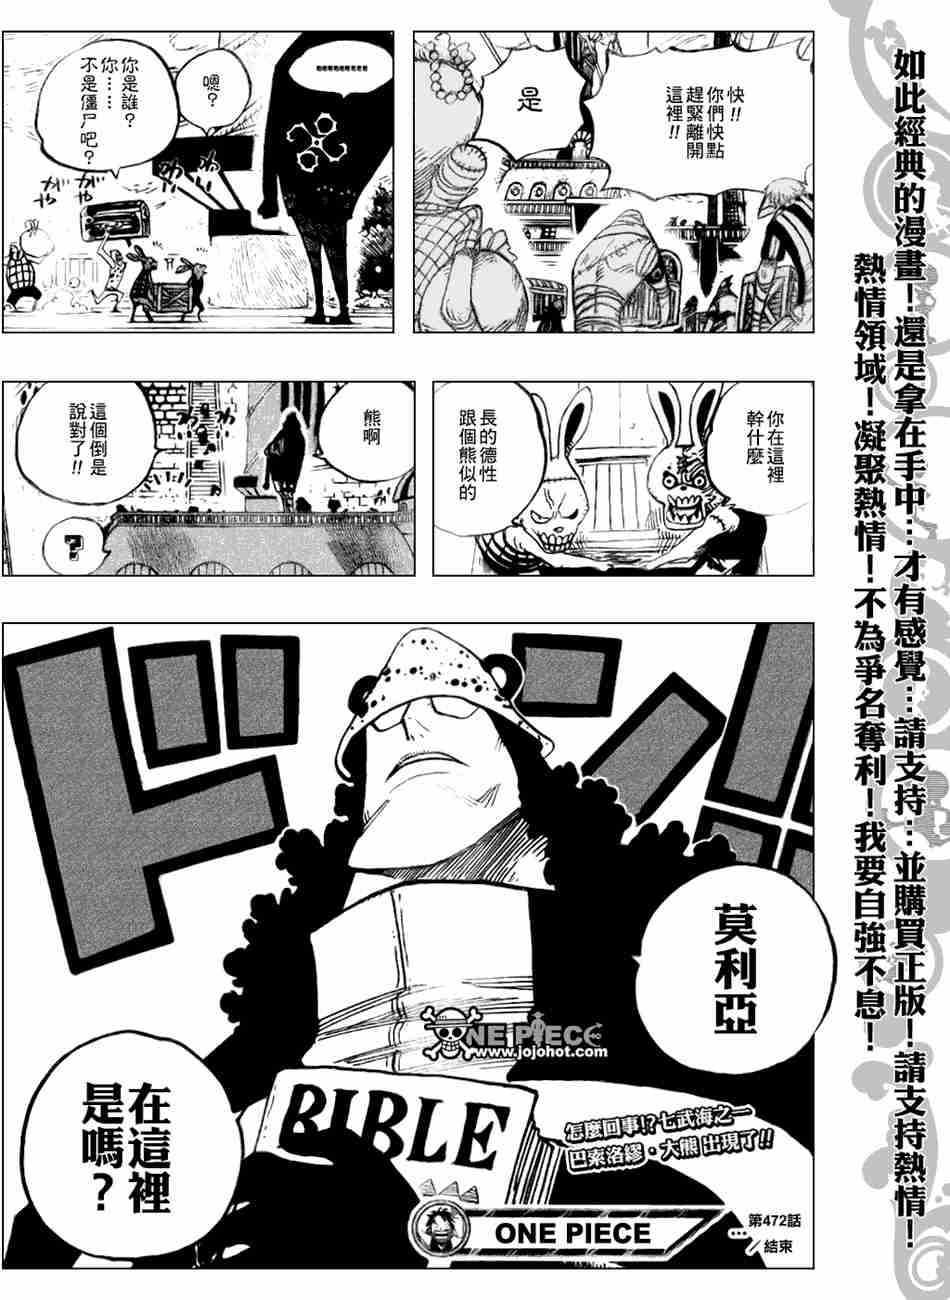 快!!
你們快點
趕緊離開
這裡!!
是
嗯?
你是誰?
你……
不是僵尸吧?
你在這裡
幹什麼
長的德性
跟個熊似的
熊啊
這個倒是
說對了!!
?
ドン!!
莫利亞
在這裡
是嗎?
BIBLE
ONE PIECE
www.jojohot.com
怎麼回事!?七武海之一
巴索洛繆·大熊 出現了!!
ONE PIECE
第472話
…/結束
如此經典的漫畫!還是拿在手中…才有感覺…請支持…並購買正版!請支持熱情!
熱情領域!凝聚熱情!不為爭名奪利!我要自強不息!